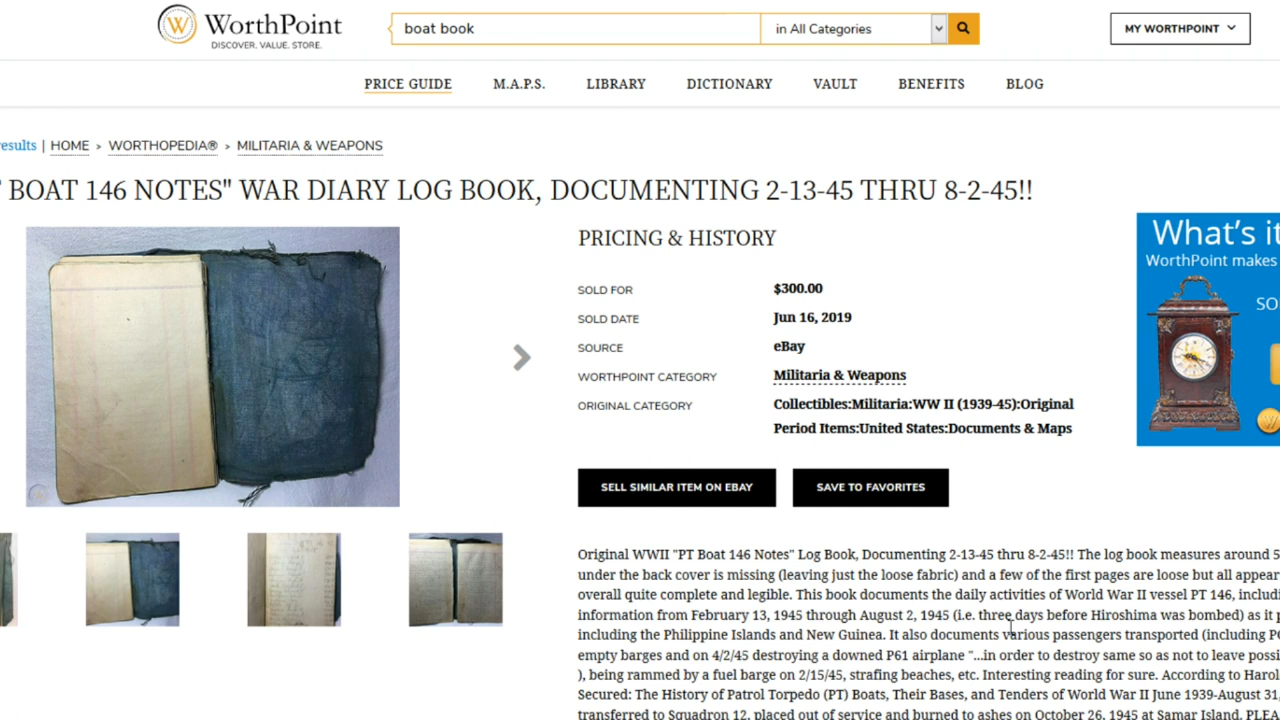 WorthPoint
DISCOVER. VALUE. STORE.
boat book
in All Categories
MY WORTHPOINT
PRICE GUIDE
M.A.P.S.
LIBRARY
DICTIONARY
VAULT
BENEFITS
BLOG
results | HOME > WORTHOPEDIA® > MILITARIA & WEAPONS
BOAT 146 NOTES" WAR DIARY LOG BOOK, DOCUMENTING 2-13-45 THRU 8-2-45!!
PRICING & HISTORY
SOLD FOR $300.00
SOLD DATE Jun 16, 2019
SOURCE eBay
WORTHPOINT CATEGORY Militaria & Weapons
ORIGINAL CATEGORY Collectibles:Militaria:WW II (1939-45):Original
Period Items:United States:Documents & Maps
SELL SIMILAR ITEM ON EBAY
SAVE TO FAVORITES
What's it
WorthPoint makes
SO
Original WWII "PT Boat 146 Notes" Log Book, Documenting 2-13-45 thru 8-2-45!! The log book measures around 5
under the back cover is missing (leaving just the loose fabric) and a few of the first pages are loose but all appear
overall quite complete and legible. This book documents the daily activities of World War II vessel PT 146, includi
information from February 13, 1945 through August 2, 1945 (i.e. three days before Hiroshima was bombed) as it p
including the Philippine Islands and New Guinea. It also documents various passengers transported (including P
empty barges and on 4/2/45 destroying a downed P61 airplane "...in order to destroy same so as not to leave possi
), being rammed by a fuel barge on 2/15/45, strafing beaches, etc. Interesting reading for sure. According to Harol
Secured: The History of Patrol Torpedo (PT) Boats, Their Bases, and Tenders of World War II June 1939-August 31,
transferred to Squadron 12, placed out of service and burned to ashes on October 26, 1945 at Samar Island. PLEA